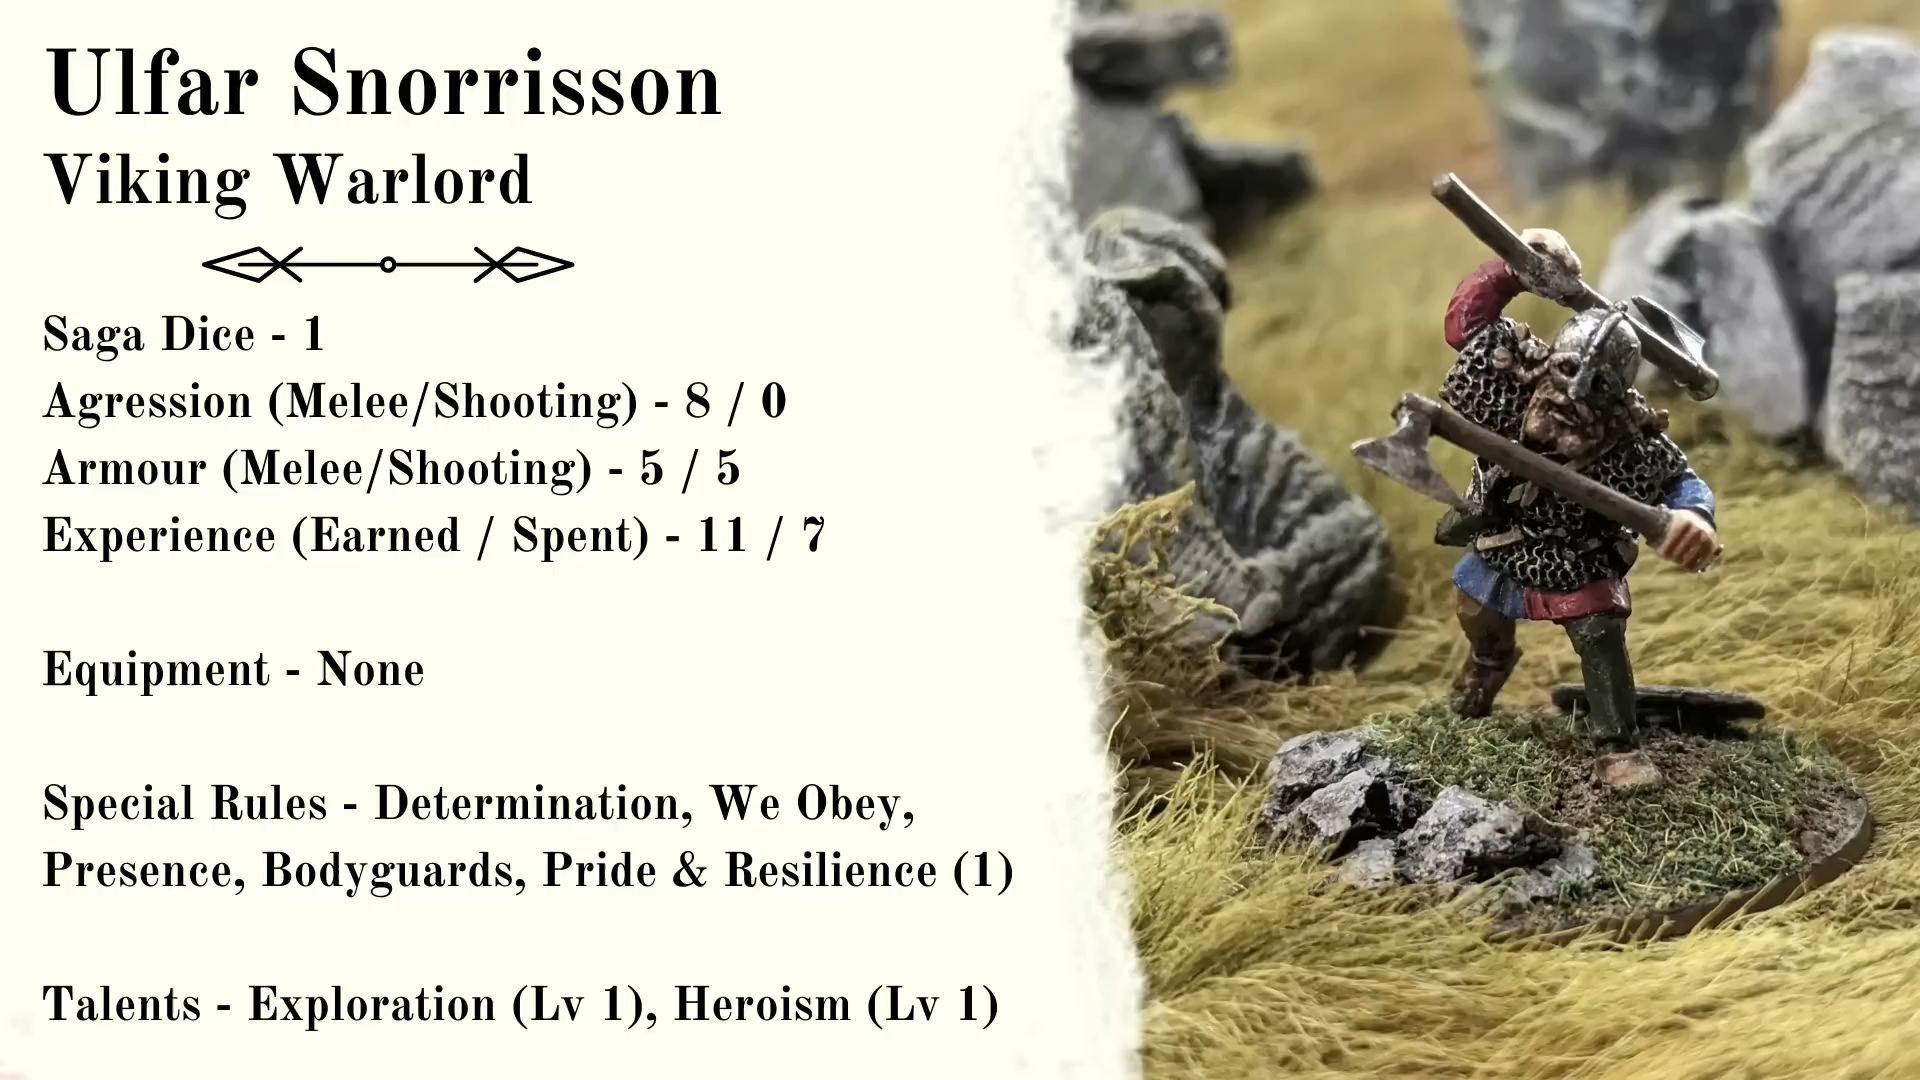 Ulfar Snorrisson
Viking Warlord
Saga Dice - 1
Agression (Melee/Shooting) - 8 / 0
Armour (Melee/Shooting) - 5 / 5
Experience (Earned / Spent) - 11 / 7
Equipment - None
Special Rules - Determination, We Obey,
Presence, Bodyguards, Pride & Resilience (1)
Talents - Exploration (Lv 1), Heroism (Lv 1)